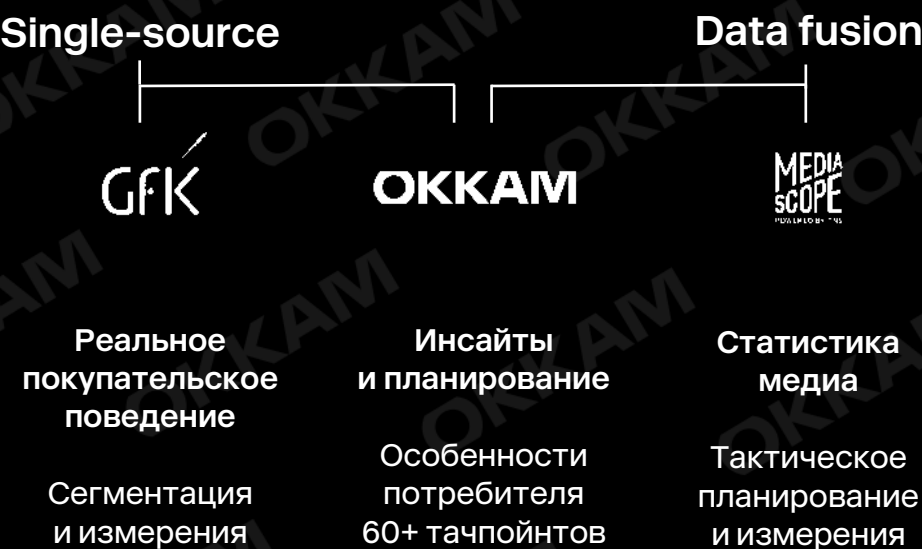 Single-source
Data fusion
GfK
OKKAM
MEDIA
SCOPE
Реальное
покупательское
поведение
Сегментация
и измерения
Инсайты
и планирование
Особенности
потребителя
60+ тачпойнтов
Статистика
медиа
Тактическое
планирование
и измерения